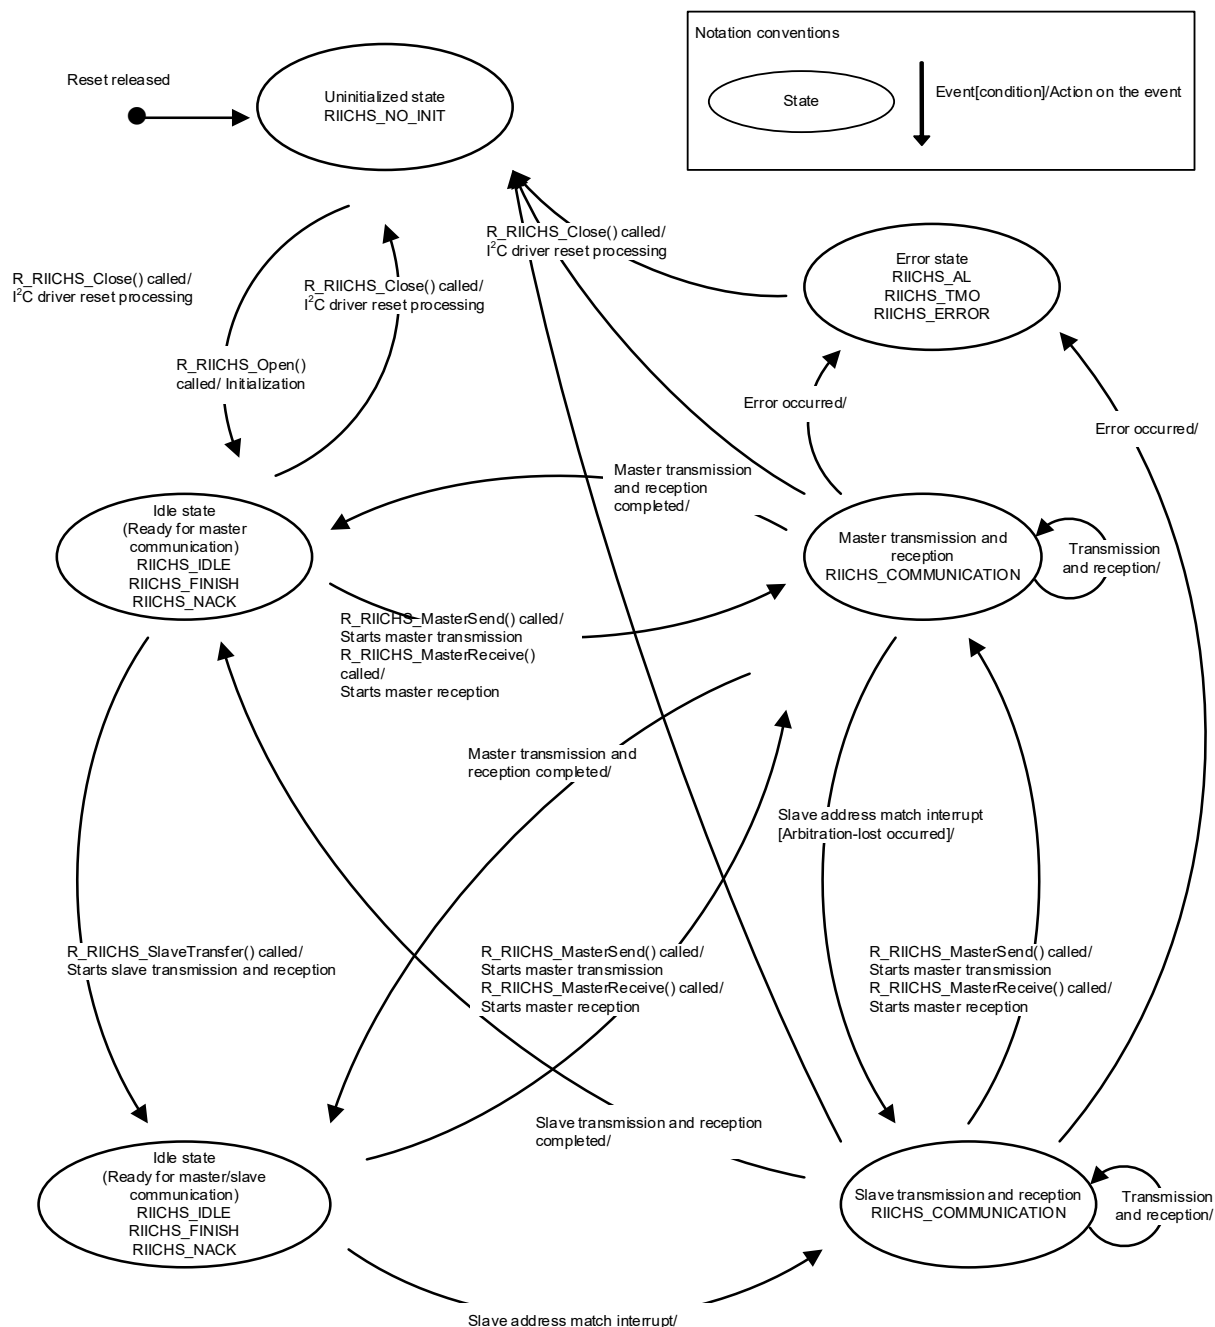 Notation conventions
State
Event[condition]/Action on the event
Reset released
Uninitialized state
RIICHS_NO_INIT
R_RIICHS_Close() called/
I²C driver reset processing
Error state
RIICHS_AL
RIICHS_TMO
RIICHS_ERROR
R_RIICHS_Close() called/
I²C driver reset processing
R_RIICHS_Close() called/
I²C driver reset processing
R_RIICHS_Open()
called/ Initialization
Error occurred/
Error occurred/
Master transmission
and reception
completed/
Idle state
(Ready for master
communication)
RIICHS_IDLE
RIICHS_FINISH
RIICHS_NACK
Master transmission and
reception
RIICHS_COMMUNICATION
Transmission
and reception/
R_RIICHS_MasterSend() called/
Starts master transmission
R_RIICHS_MasterReceive()
called/
Starts master reception
Master transmission and
reception completed/
Slave address match interrupt
[Arbitration-lost occurred]/
R_RIICHS_SlaveTransfer() called/
Starts slave transmission and reception
R_RIICHS_MasterSend() called/
Starts master transmission
R_RIICHS_MasterReceive() called/
Starts master reception
R_RIICHS_MasterSend() called/
Starts master transmission
R_RIICHS_MasterReceive() called/
Starts master reception
Slave transmission and reception
completed/
Idle state
(Ready for master/slave
communication)
RIICHS_IDLE
RIICHS_FINISH
RIICHS_NACK
Slave transmission and reception
RIICHS_COMMUNICATION
Transmission
and reception/
Slave address match interrupt/